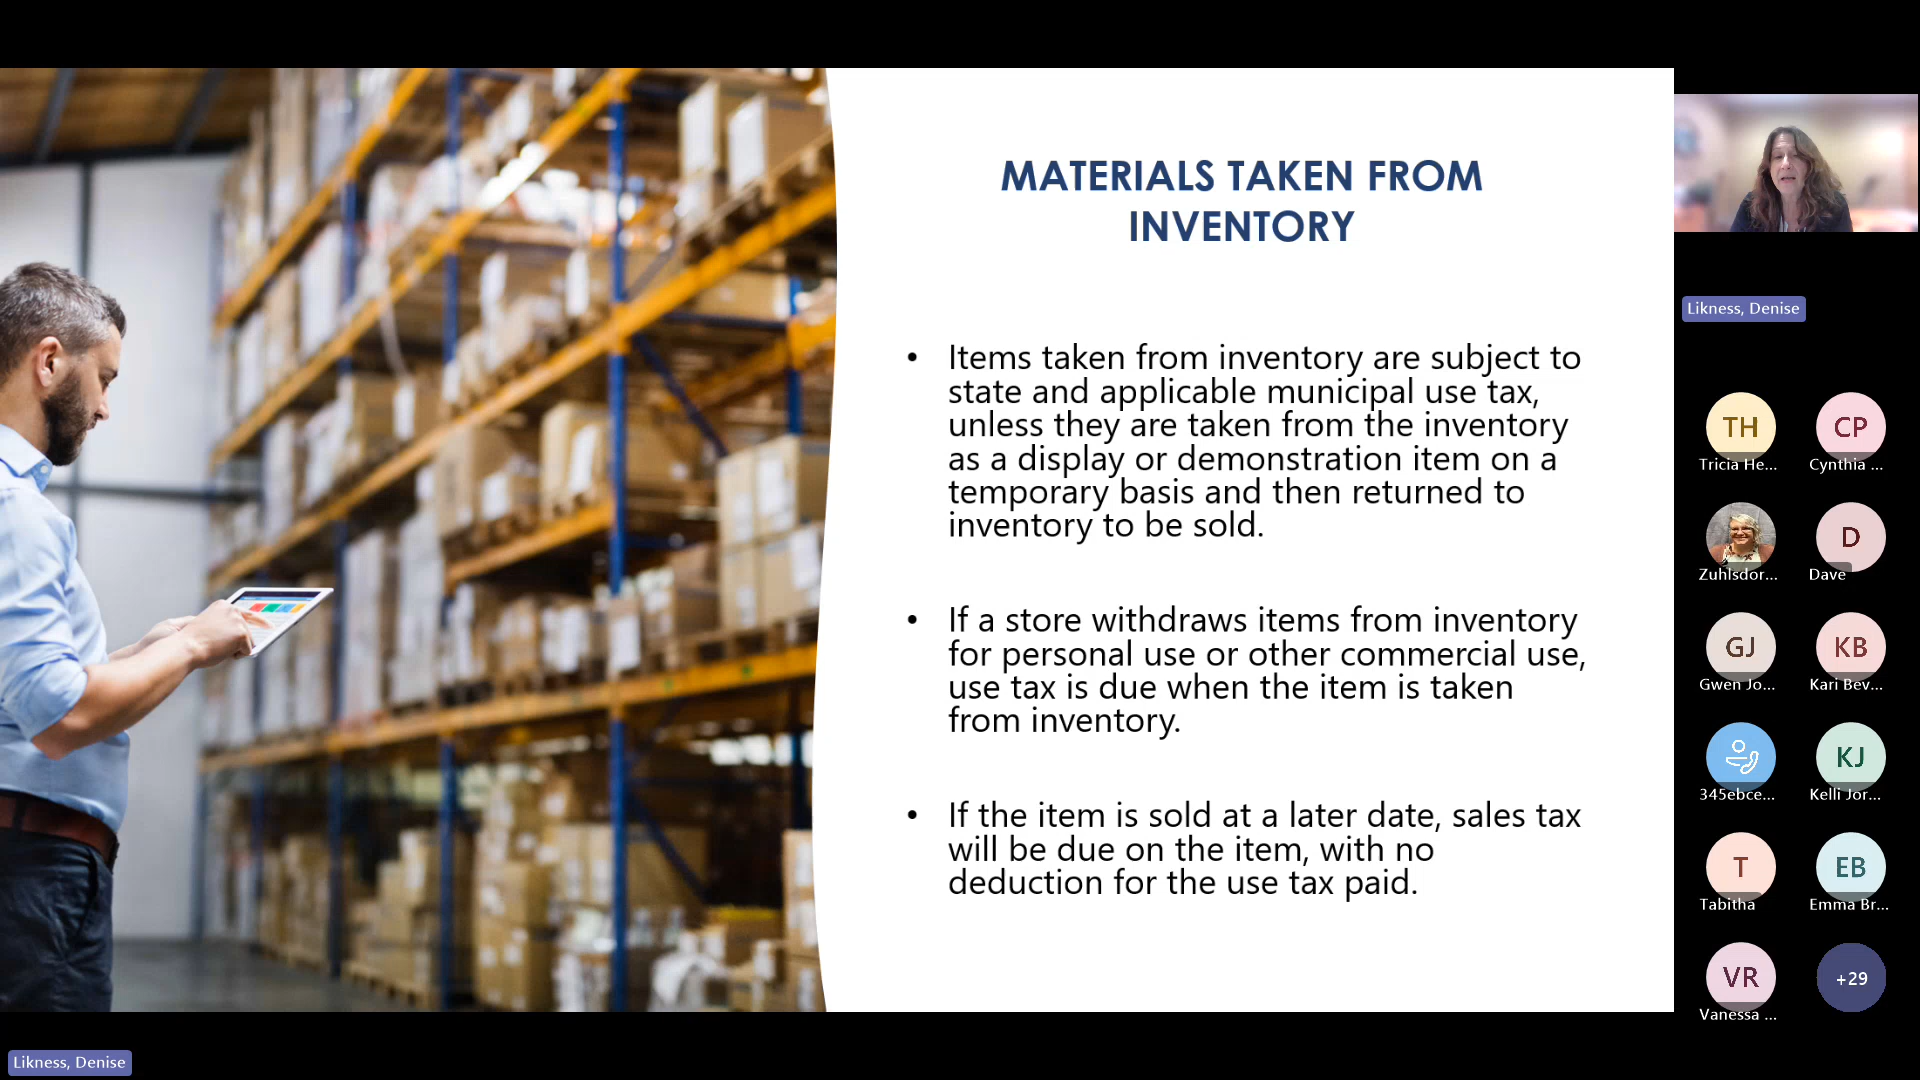 MATERIALS TAKEN FROM
INVENTORY
• Items taken from inventory are subject to
state and applicable municipal use tax,
unless they are taken from the inventory
as a display or demonstration item on a
temporary basis and then returned to
inventory to be sold.
• If a store withdraws items from inventory
for personal use or other commercial use,
use tax is due when the item is taken
from inventory.
• If the item is sold at a later date, sales tax
will be due on the item, with no
deduction for the use tax paid.
Likness, Denise
TH
CP
Tricia He...
Cynthia ...
D
Zuhlsdor...
Dave
GJ
KB
Gwen Jo...
Kari Bev...
KJ
345ebce...
Kelli Jor...
T
EB
Tabitha
Emma Br...
VR
+29
Vanessa ...
Likness, Denise